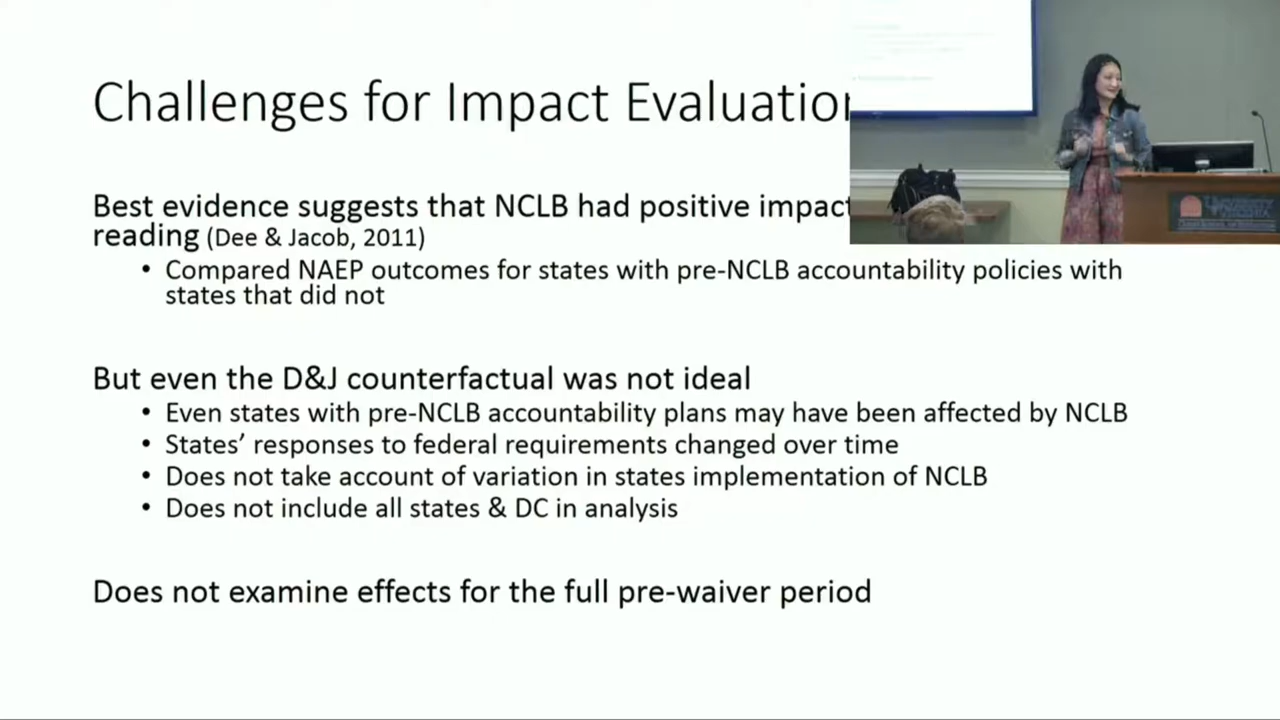 Challenges for Impact Evaluation
Best evidence suggests that NCLB had positive impact
reading (Dee & Jacob, 2011)
• Compared NAEP outcomes for states with pre-NCLB accountability policies with
states that did not
But even the D&J counterfactual was not ideal
• Even states with pre-NCLB accountability plans may have been affected by NCLB
• States’ responses to federal requirements changed over time
• Does not take account of variation in states implementation of NCLB
• Does not include all states & DC in analysis
Does not examine effects for the full pre-waiver period
UNIVERSITY
of VIRGINIA